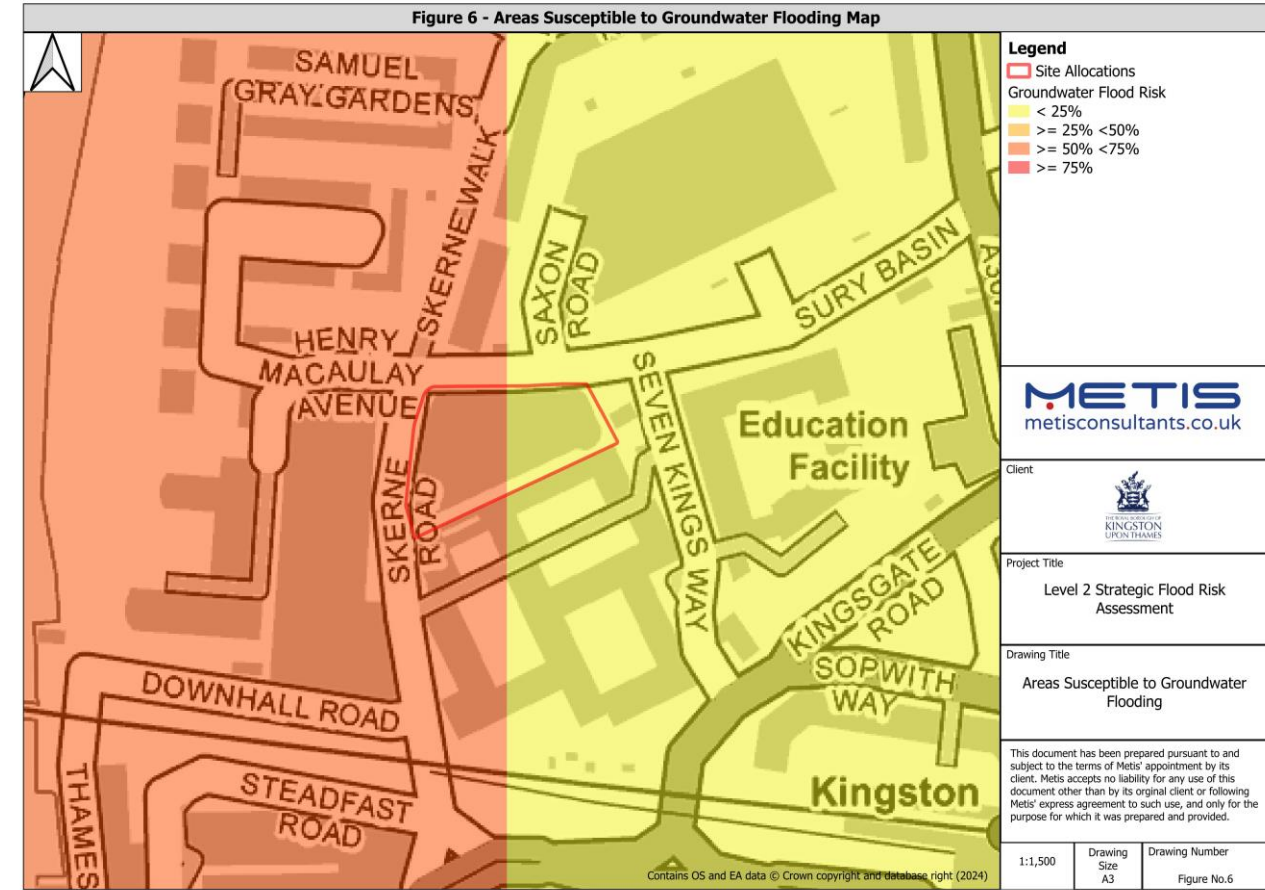 Figure 6 - Areas Susceptible to Groundwater Flooding Map
SAMUEL
GRAY GARDENS
SKERNE WALK
SAXON
ROAD
SURY BASIN
HENRY
MACAULAY
AVENUE
SEVEN KINGS WAY
Education
Facility
SKERNE
ROAD
KINGSGATE
ROAD
SOPWITH
WAY
DOWNHALL ROAD
THAMES
STEADFAST
ROAD
Kingston
Contains OS and EA data © Crown copyright and database right (2024)
Legend
Site Allocations
Groundwater Flood Risk
< 25%
>= 25% <50%
>= 50% <75%
>= 75%
METIS
metisconsultants.co.uk
Client
THE ROYAL BOROUGH OF
KINGSTON
UPON THAMES
Project Title
Level 2 Strategic Flood Risk
Assessment
Drawing Title
Areas Susceptible to Groundwater
Flooding
This document has been prepared pursuant to and
subject to the terms of Metis' appointment by its
client. Metis accepts no liability for any use of this
document other than by its orginal client or following
Metis' express agreement to such use, and only for the
purpose for which it was prepared and provided.
1:1,500
Drawing
Size
A3
Drawing Number
Figure No.6